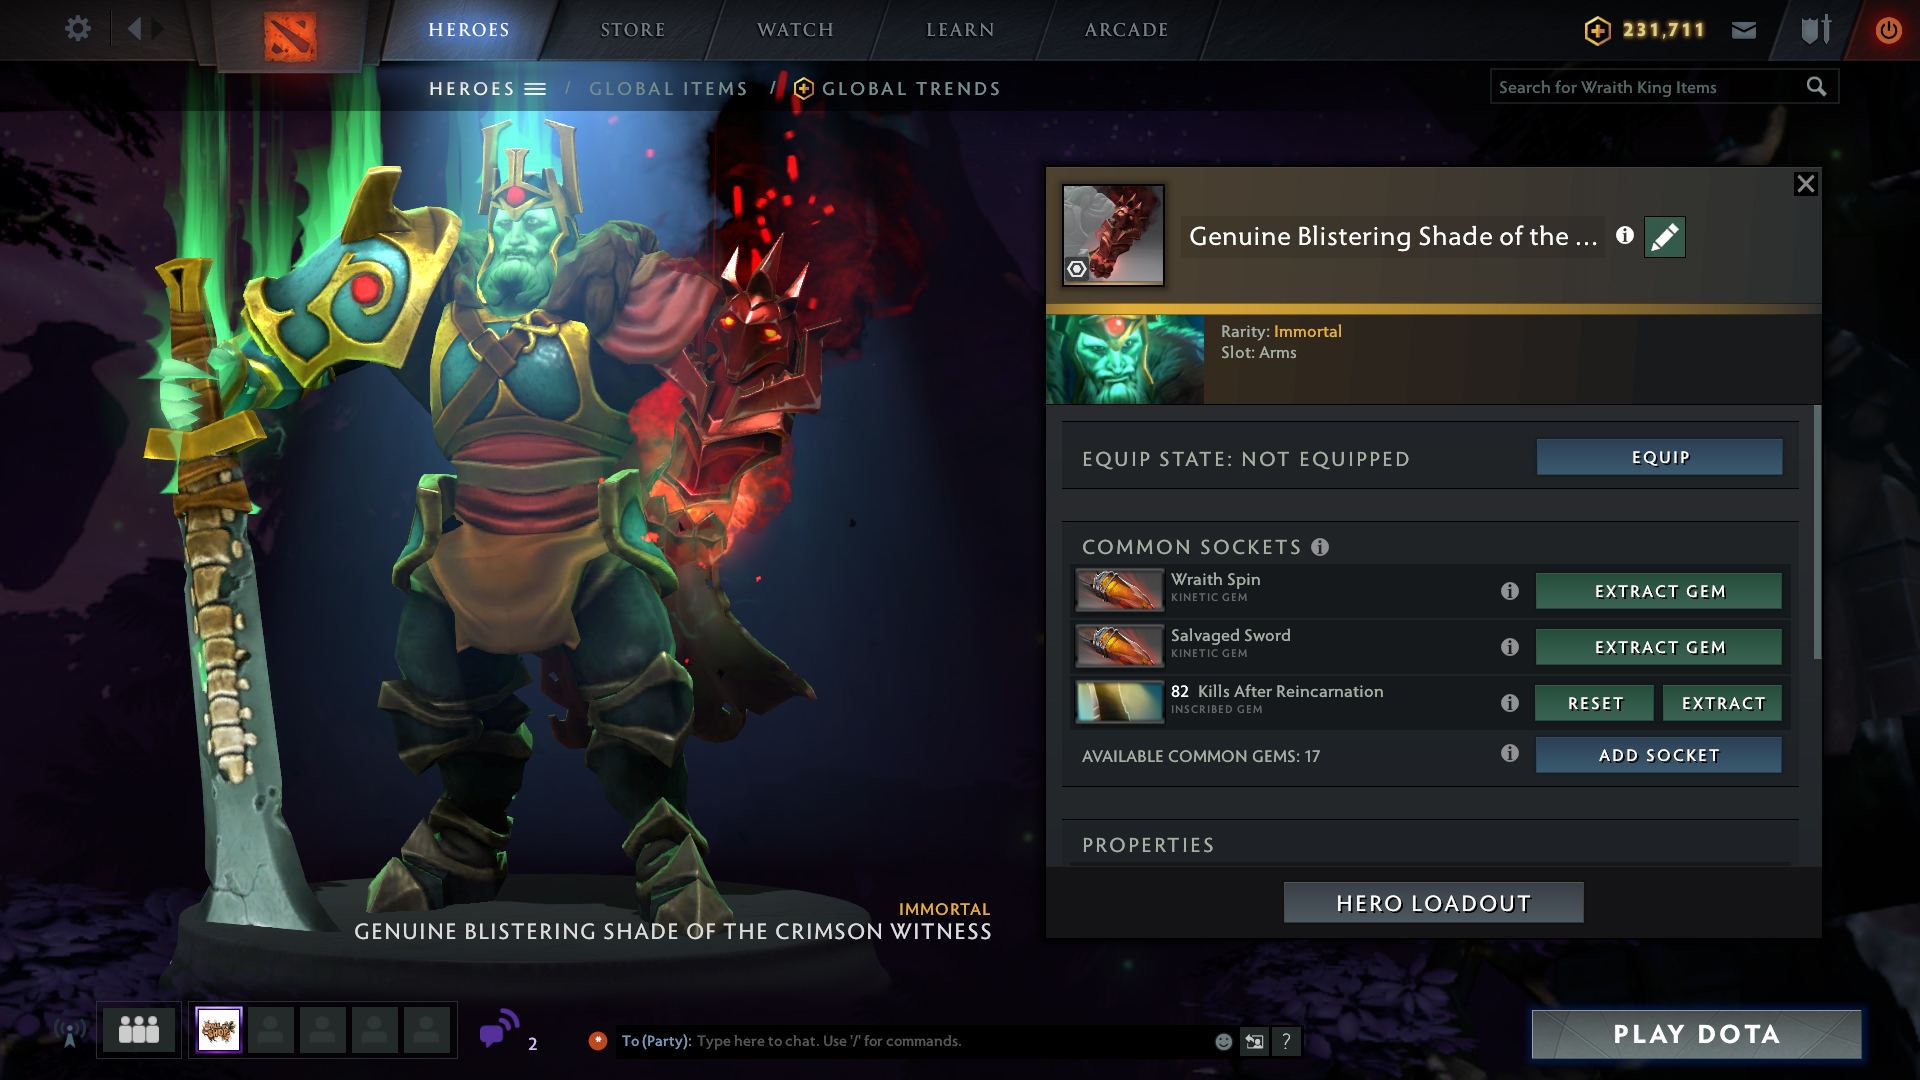 HEROES
STORE
WATCH
LEARN
ARCADE
231,711
HEROES / GLOBAL ITEMS / GLOBAL TRENDS
Search for Wraith King Items
Genuine Blistering Shade of the ...
Rarity: Immortal
Slot: Arms
EQUIP STATE: NOT EQUIPPED
EQUIP
COMMON SOCKETS
Wraith Spin
KINETIC GEM
EXTRACT GEM
Salvaged Sword
KINETIC GEM
EXTRACT GEM
82 Kills After Reincarnation
INSCRIBED GEM
RESET
EXTRACT
AVAILABLE COMMON GEMS: 17
ADD SOCKET
PROPERTIES
HERO LOADOUT
IMMORTAL
GENUINE BLISTERING SHADE OF THE CRIMSON WITNESS
2
To (Party): Type here to chat. Use '/' for commands.
?
PLAY DOTA